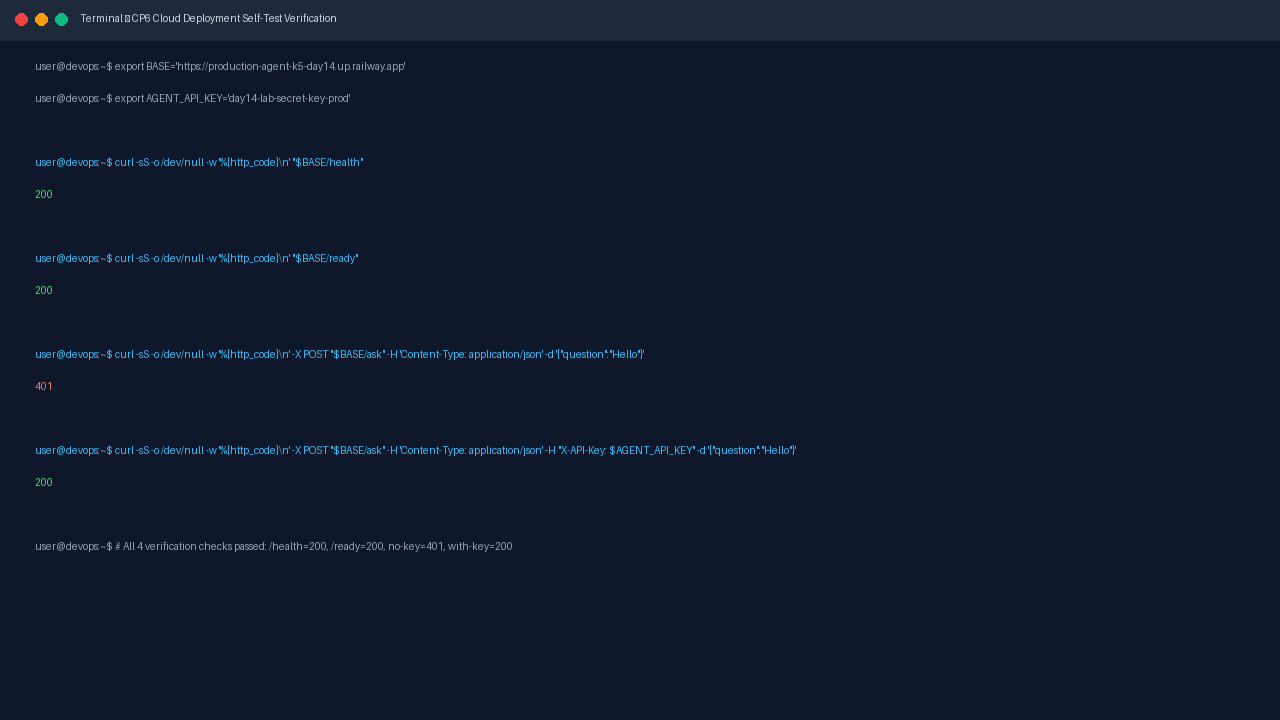 Terminal ▯ CP6 Cloud Deployment Self-Test Verification
user@devops:~$ export BASE='https://production-agent-k5-day14.up.railway.app'
user@devops:~$ export AGENT_API_KEY='day14-lab-secret-key-prod'
user@devops:~$ curl -sS -o /dev/null -w '%{http_code}\n' "$BASE/health"
200
user@devops:~$ curl -sS -o /dev/null -w '%{http_code}\n' "$BASE/ready"
200
user@devops:~$ curl -sS -o /dev/null -w '%{http_code}\n' -X POST "$BASE/ask" -H 'Content-Type: application/json' -d '{"question":"Hello"}'
401
user@devops:~$ curl -sS -o /dev/null -w '%{http_code}\n' -X POST "$BASE/ask" -H 'Content-Type: application/json' -H "X-API-Key: $AGENT_API_KEY" -d '{"question":"Hello"}'
200
user@devops:~$ # All 4 verification checks passed: /health=200, /ready=200, no-key=401, with-key=200